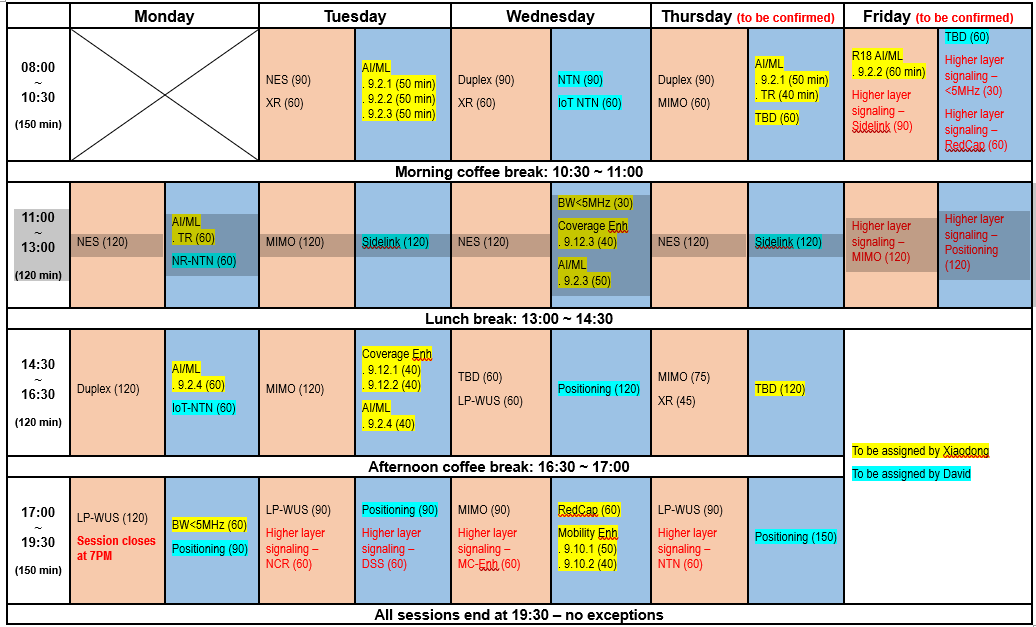 Monday
Tuesday
Wednesday
Thursday (to be confirmed)
Friday (to be confirmed)
08:00
~
10:30
(150 min)
NES (90)
XR (60)
AI/ML
. 9.2.1 (50 min)
. 9.2.2 (50 min)
. 9.2.3 (50 min)
Duplex (90)
XR (60)
NTN (90)
IoT NTN (60)
Duplex (90)
MIMO (60)
AI/ML
. 9.2.1 (50 min)
. TR (40 min)
TBD (60)
R18 AI/ML
. 9.2.2 (60 min)
Higher layer
signaling –
Sidelink (90)
TBD (60)
Higher layer
signaling –
<5MHz (30)
Higher layer
signaling –
RedCap (60)
Morning coffee break: 10:30 ~ 11:00
11:00
~
13:00
(120 min)
NES (120)
AI/ML
. TR (60)
NR-NTN (60)
MIMO (120)
Sidelink (120)
NES (120)
BW<5MHz (30)
Coverage Enh
. 9.12.3 (40)
AI/ML
. 9.2.3 (50)
NES (120)
Sidelink (120)
Higher layer
signaling –
MIMO (120)
Higher layer
signaling –
Positioning
(120)
Lunch break: 13:00 ~ 14:30
14:30
~
16:30
(120 min)
Duplex (120)
AI/ML
. 9.2.4 (60)
IoT-NTN (60)
MIMO (120)
Coverage Enh
. 9.12.1 (40)
. 9.12.2 (40)
AI/ML
. 9.2.4 (40)
TBD (60)
LP-WUS (60)
Positioning (120)
MIMO (75)
XR (45)
TBD (120)
To be assigned by Xiaodong
To be assigned by David
Afternoon coffee break: 16:30 ~ 17:00
17:00
~
19:30
(150 min)
LP-WUS (120)
Session closes
at 7PM
BW<5MHz (60)
Positioning (90)
LP-WUS (90)
Higher layer
signaling –
NCR (60)
Positioning (90)
Higher layer
signaling –
DSS (60)
MIMO (90)
Higher layer
signaling –
MC-Enh (60)
RedCap (60)
Mobility Enh
. 9.10.1 (50)
. 9.10.2 (40)
LP-WUS (90)
Higher layer
signaling –
NTN (60)
Positioning (150)
All sessions end at 19:30 – no exceptions